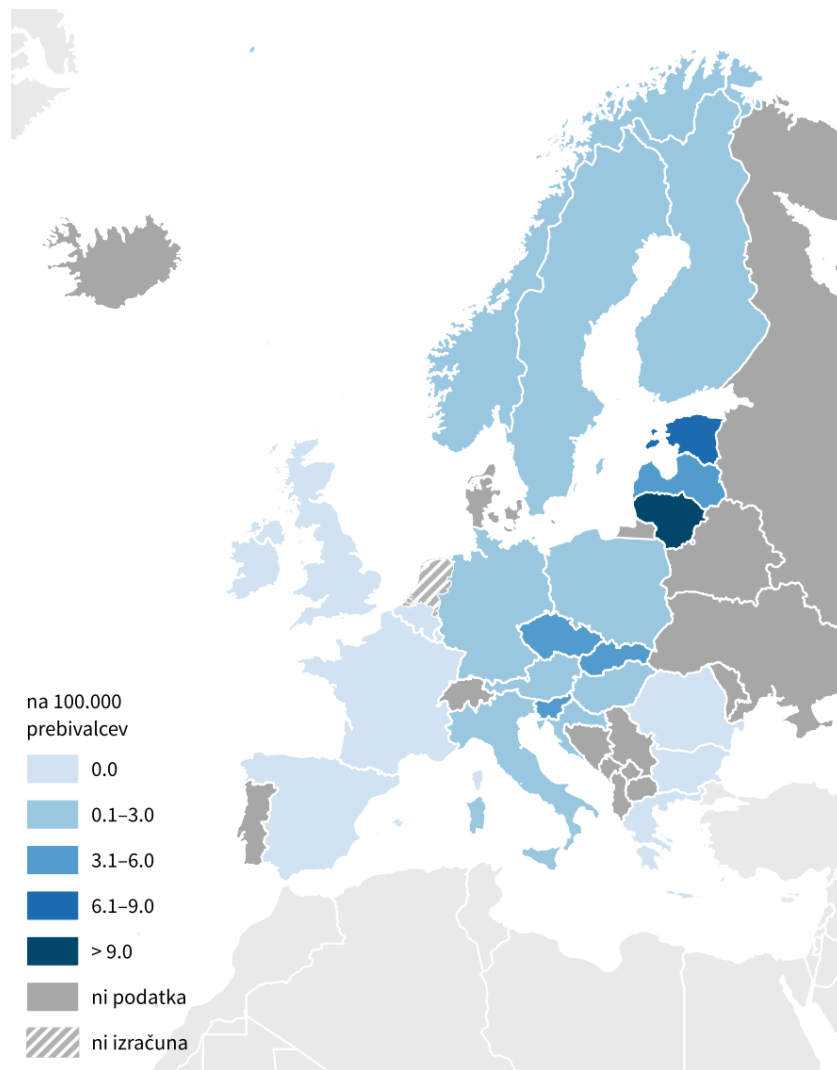 na 100.000
prebivalcev
0.0
0.1–3.0
3.1–6.0
6.1–9.0
> 9.0
ni podatka
ni izračuna